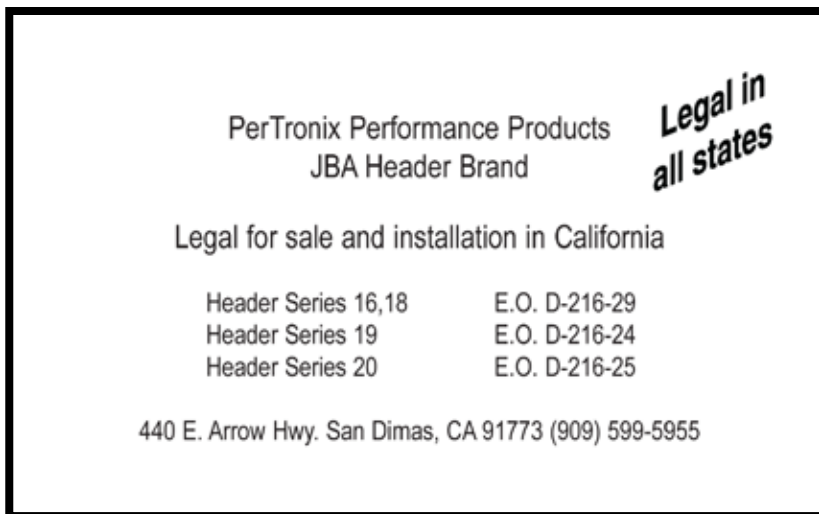 Legal in
all states
PerTronix Performance Products
JBA Header Brand
Legal for sale and installation in California
Header Series 16,18 E.O. D-216-29
Header Series 19 E.O. D-216-24
Header Series 20 E.O. D-216-25
440 E. Arrow Hwy. San Dimas, CA 91773 (909) 599-5955